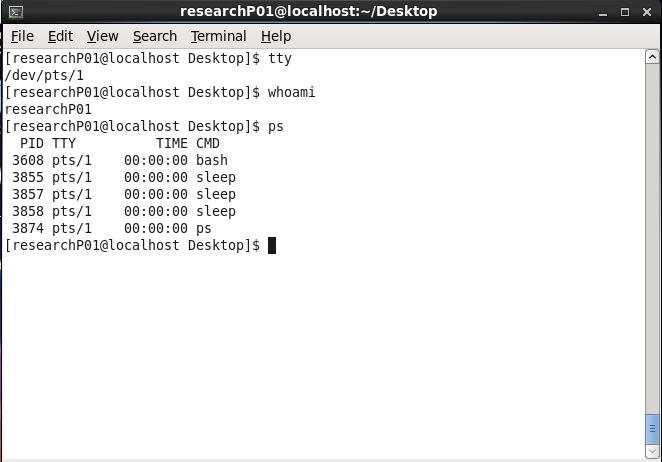 researchP01@localhost:~/Desktop
File Edit View Search Terminal Help
[researchP01@localhost Desktop]$ tty
/dev/pts/1
[researchP01@localhost Desktop]$ whoami
researchP01
[researchP01@localhost Desktop]$ ps
  PID TTY          TIME CMD
 3608 pts/1    00:00:00 bash
 3855 pts/1    00:00:00 sleep
 3857 pts/1    00:00:00 sleep
 3858 pts/1    00:00:00 sleep
 3874 pts/1    00:00:00 ps
[researchP01@localhost Desktop]$